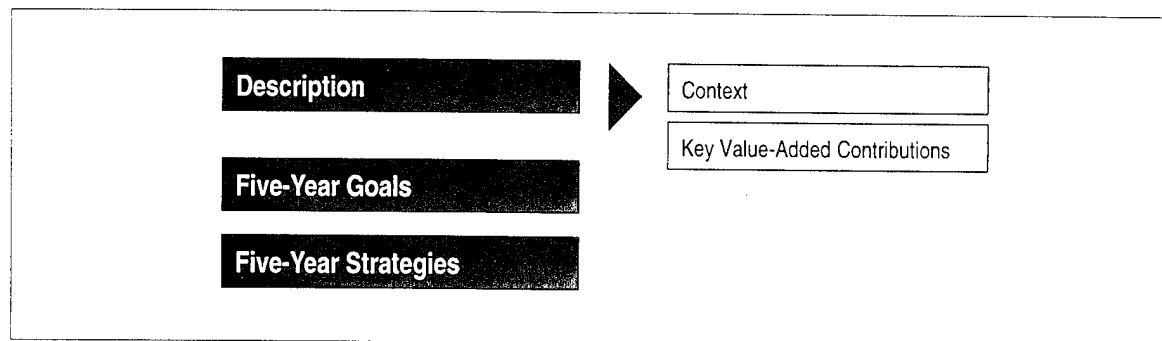 Description
Context
Key Value-Added Contributions
Five-Year Goals
Five-Year Strategies